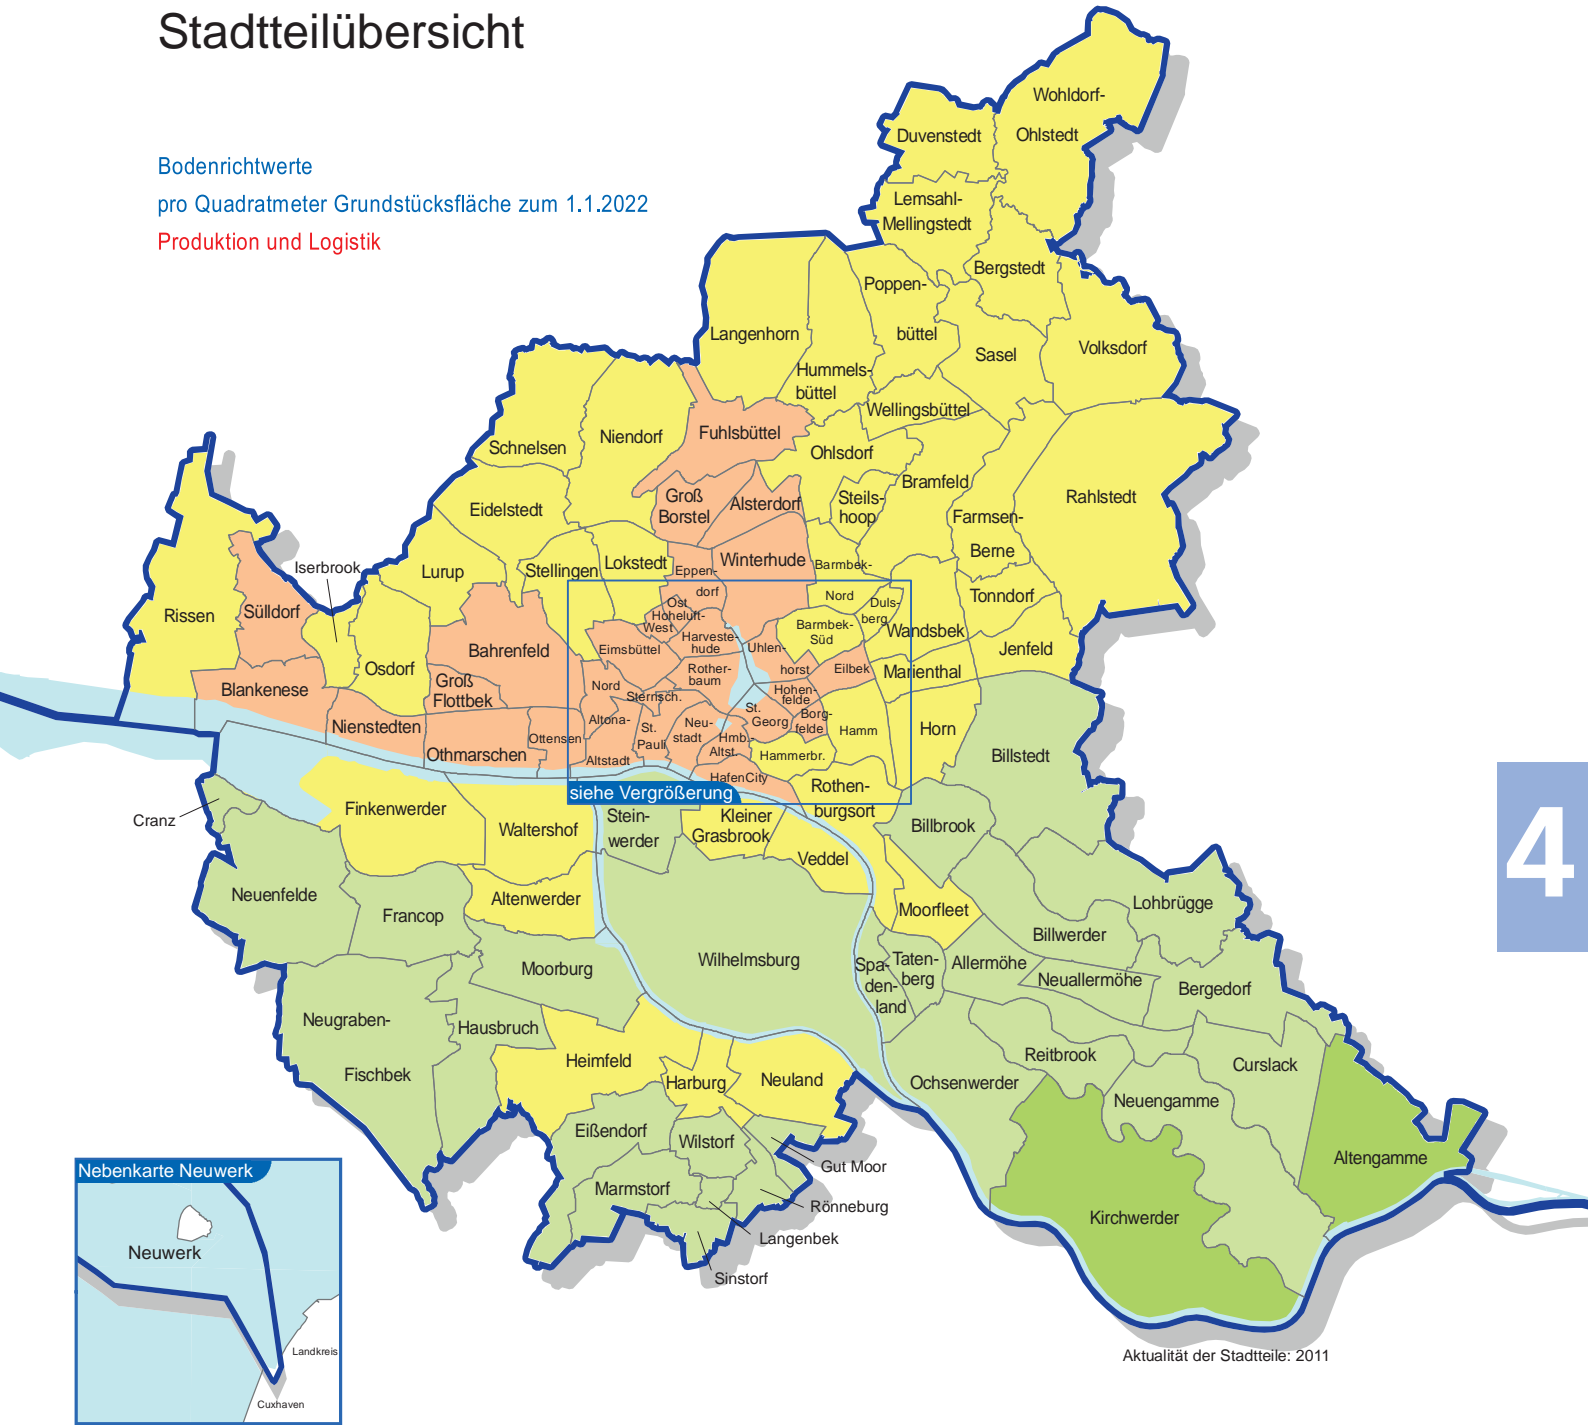 Stadtteilübersicht
Bodenrichtwerte
pro Quadratmeter Grundstücksfläche zum 1.1.2022
Produktion und Logistik
Wohldorf-
Ohlstedt
Duvenstedt
Lemsahl-
Mellingstedt
Bergstedt
Poppen-
büttel
Langenhorn
Hummels-
büttel
Sasel
Volksdorf
Wellingsbüttel
Schnelsen
Niendorf
Fuhlsbüttel
Ohlsdorf
Bramfeld
Rahlstedt
Steils-
hoop
Farmsen-
Berne
Eidelstedt
Groß
Borstel
Alsterdorf
Winterhude
Barmbek-
Nord
Lokstedt
Stellingen
Lurup
Iserbrook
Eppen-
dorf
Tonndorf
Rissen
Sülldorf
Osdorf
Bahrenfeld
Groß
Flottbek
Ost
Hoheluft-
West
Harveste-
hude
Eimsbüttel
Barmbek-
Süd
Duls-
berg
Wandsbek
Jenfeld
Uhlen-
horst
Eilbek
Marienthal
Rother-
baum
Hohen-
felde
Blankenese
Nienstedten
Othmarschen
Ottensen
Nord
Altona-
Altstadt
Sternsch.
St.
Pauli
Neu-
stadt
Hmb.-
Altst.
St.
Georg
Borg-
felde
Hamm
Horn
Hammerbr.
HafenCity
Billstedt
siehe Vergrößerung
Rothen-
burgsort
Cranz
Finkenwerder
Waltershof
Stein-
werder
Kleiner
Grasbrook
Veddel
Billbrook
4
Neuenfelde
Francop
Altenwerder
Moorfleet
Lohbrügge
Billwerder
Moorburg
Wilhelmsburg
Spa-
den-
land
Taten-
berg
Allermöhe
Neuallermöhe
Bergedorf
Neugraben-
Fischbek
Hausbruch
Heimfeld
Harburg
Neuland
Reitbrook
Ochsenwerder
Curslack
Neuengamme
Eißendorf
Wilstorf
Gut Moor
Marmstorf
Rönneburg
Langenbek
Sinstorf
Kirchwerder
Altengamme
Nebenkarte Neuwerk
Neuwerk
Landkreis
Cuxhaven
Aktualität der Stadtteile: 2011